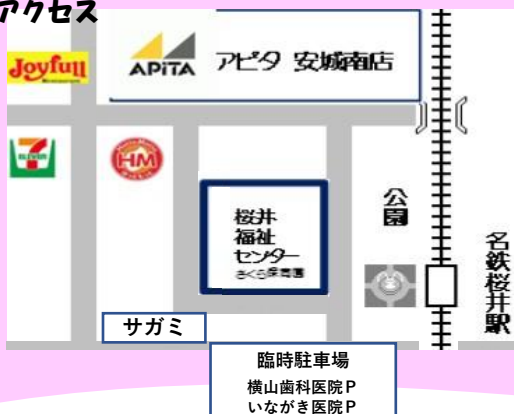 アクセス
Joyfull
Restaurant
APiTA
アピタ 安城南店
ELEVEN
HM
桜井
福祉
センター
さくら保育園
公園
名鉄桜井駅
サガミ
臨時駐車場
横山歯科医院P
いながき医院P